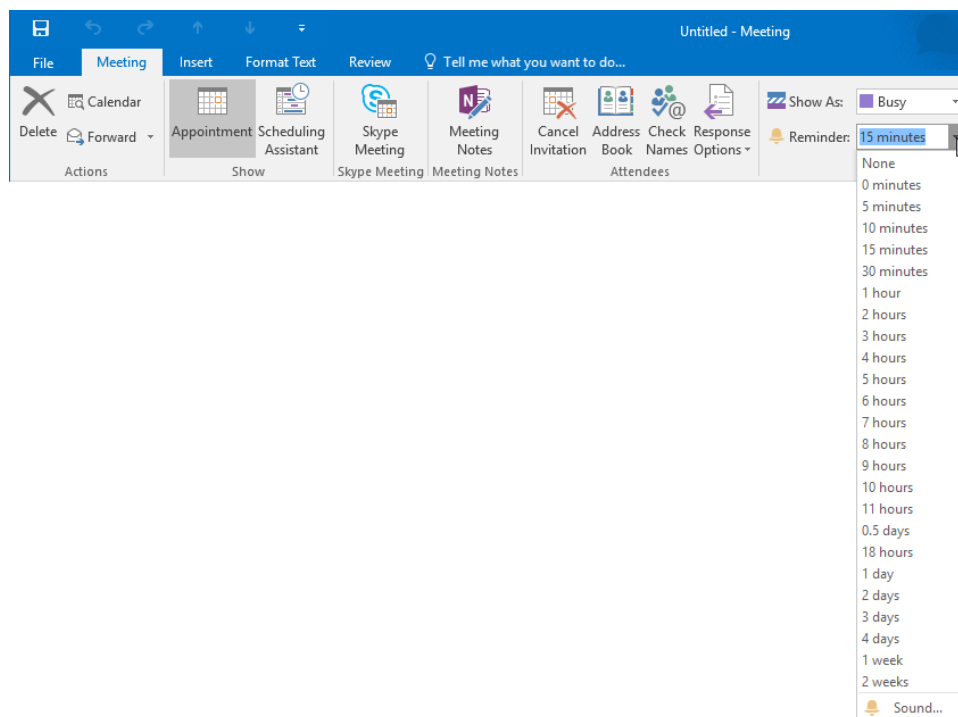 Untitled - Meeting
File Meeting Insert Format Text Review Tell me what you want to do...
Delete
Calendar
Forward
Actions
Appointment
Scheduling
Assistant
Show
Skype
Meeting
Skype Meeting
Meeting
Notes
Meeting Notes
Cancel
Invitation
Address
Book
Check
Names
Response
Options
Attendees
Show As: Busy
Reminder: 15 minutes
None
0 minutes
5 minutes
10 minutes
15 minutes
30 minutes
1 hour
2 hours
3 hours
4 hours
5 hours
6 hours
7 hours
8 hours
9 hours
10 hours
11 hours
0.5 days
18 hours
1 day
2 days
3 days
4 days
1 week
2 weeks
Sound...